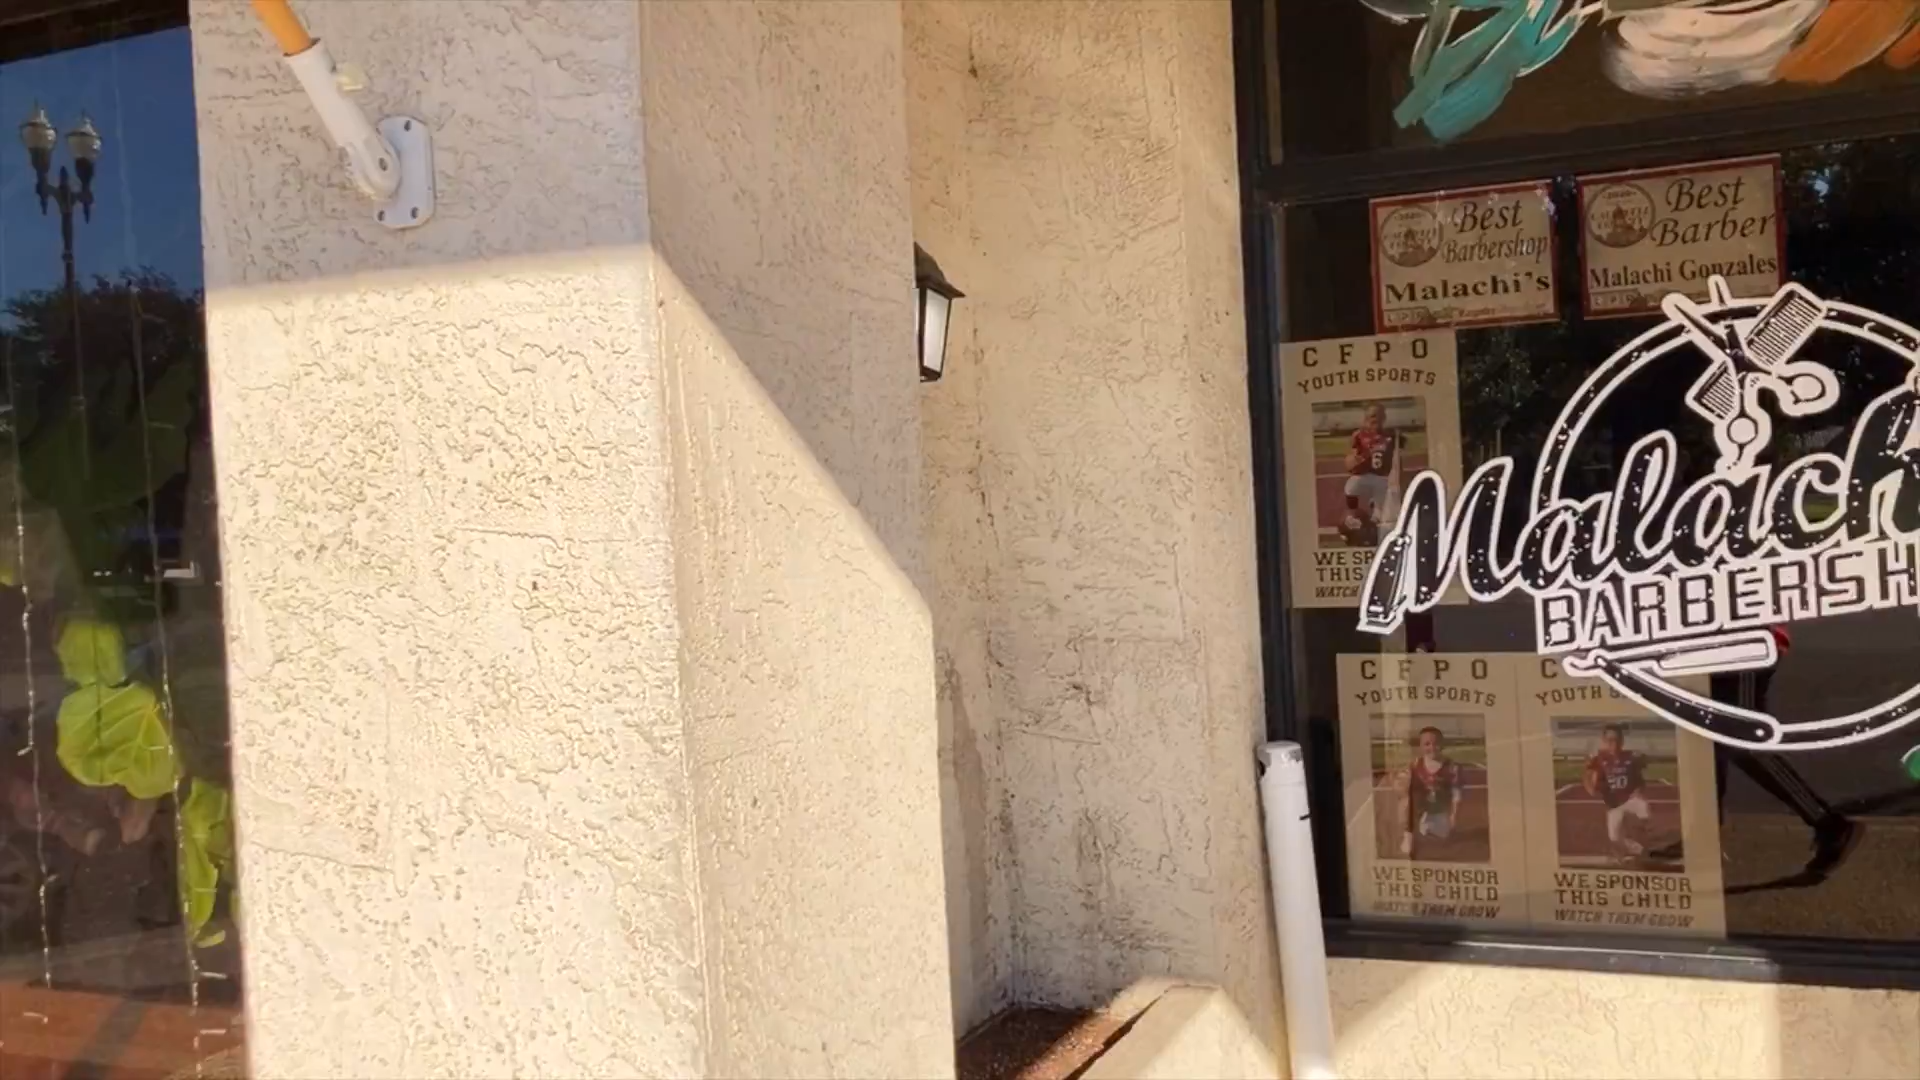 Best
Barbershop
Malachi's
Best
Barber
Malachi Gonzales
CFPO
YOUTH SPORTS
6
WE SP
THIS
WATCH
Malach
BARBERSH
CFPO
YOUTH SPORTS
WE SPONSOR
THIS CHILD
WATCH THEM GROW
C
YOUTH S
WE SPONSOR
THIS CHILD
WATCH THEM GROW